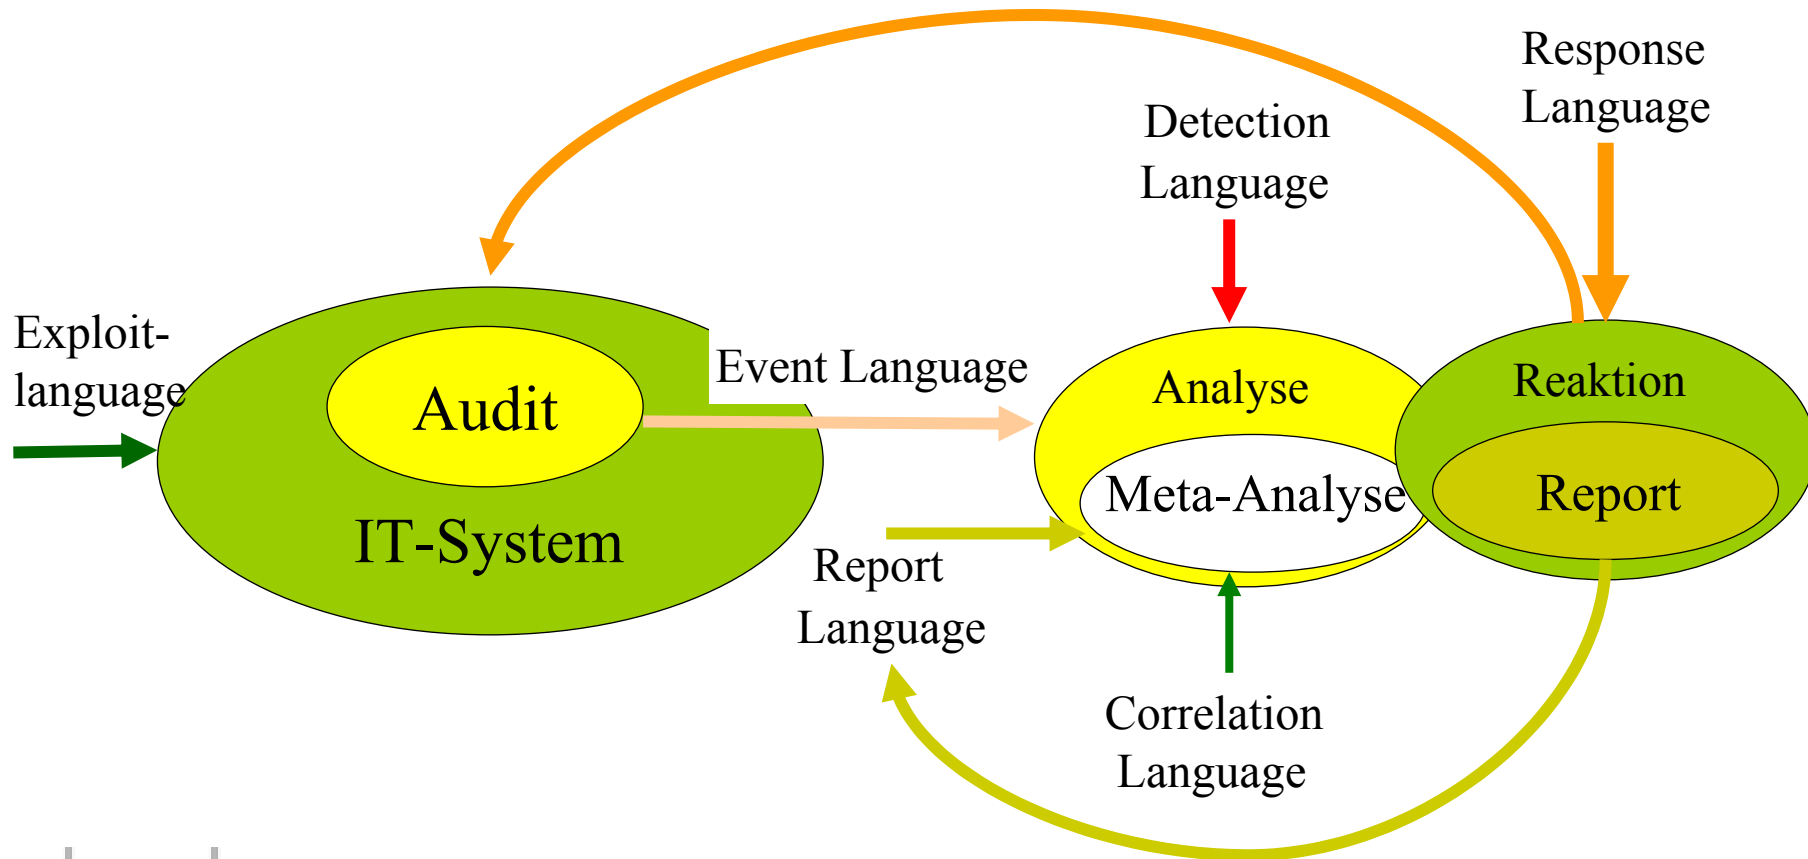 Response
Language
Detection
Language
Exploit-
language
Event Language
Audit
Analyse
Reaktion
Meta-Analyse
Report
IT-System
Report
Language
Correlation
Language